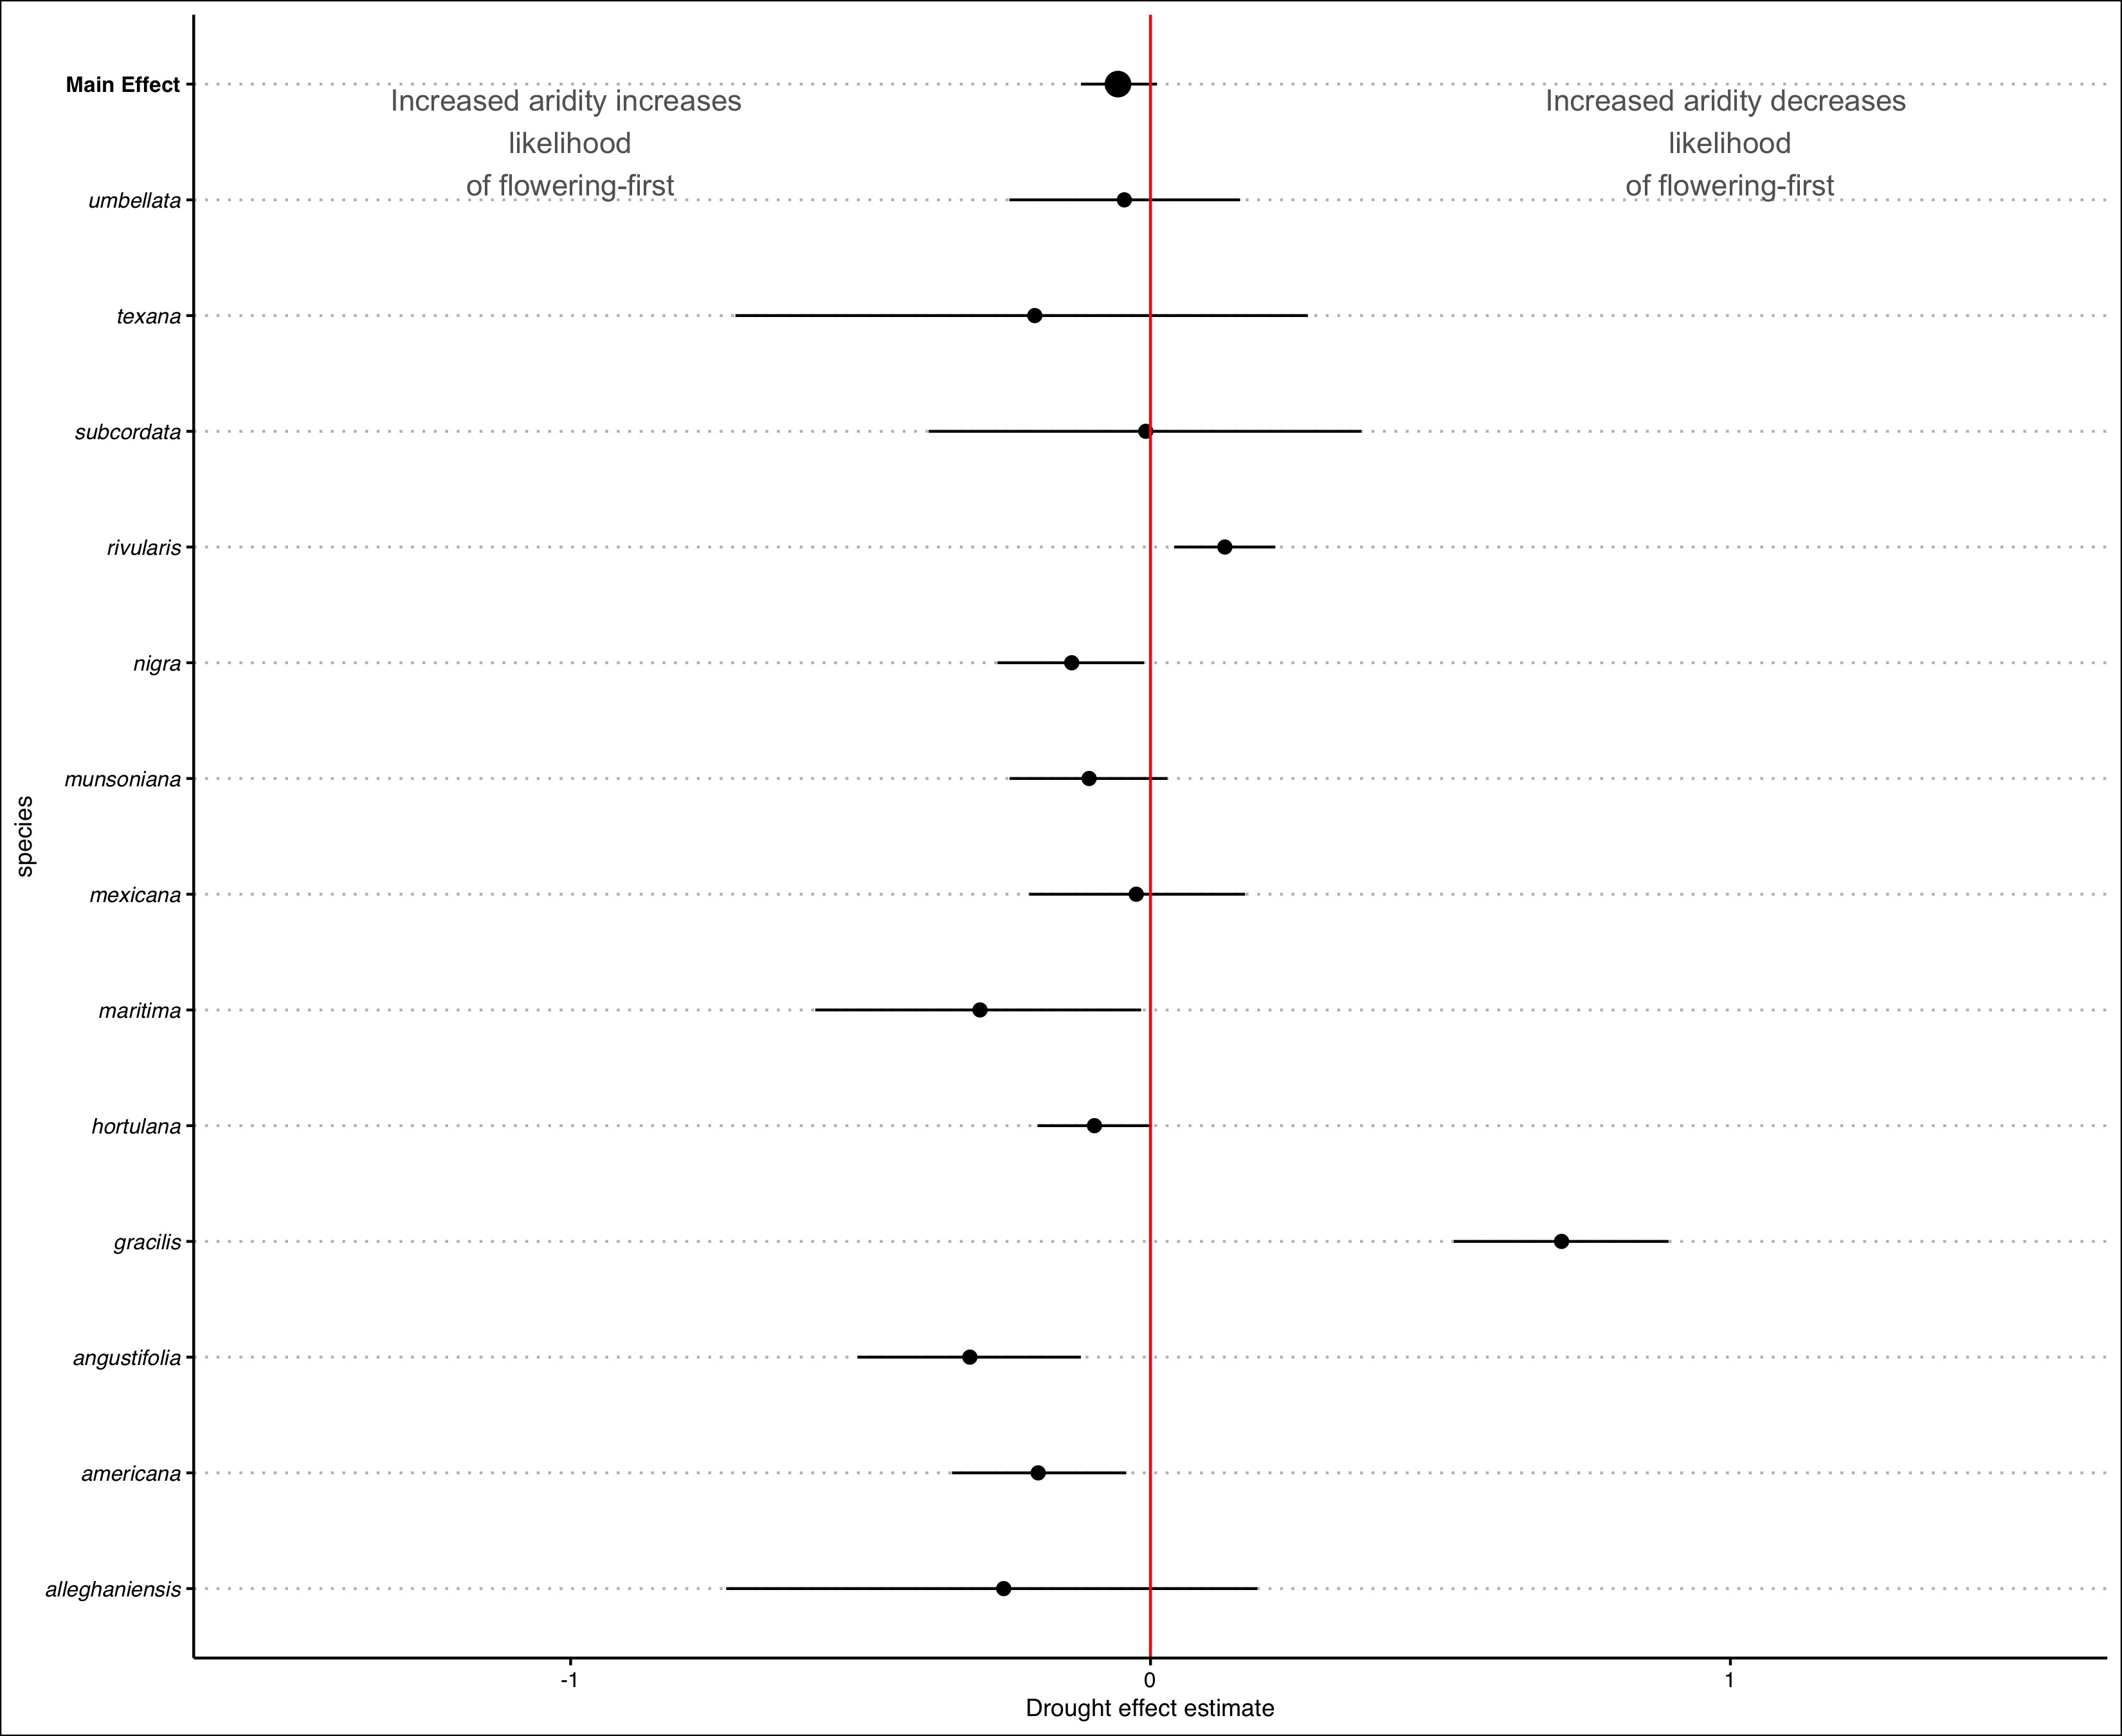 Main Effect
Increased aridity increases
likelihood
of flowering-first
Increased aridity decreases
likelihood
of flowering-first
umbellata
texana
subcordata
rivularis
nigra
munsoniana
mexicana
maritima
hortulana
gracilis
angustifolia
americana
alleghaniensis
species
-1
0
1
Drought effect estimate